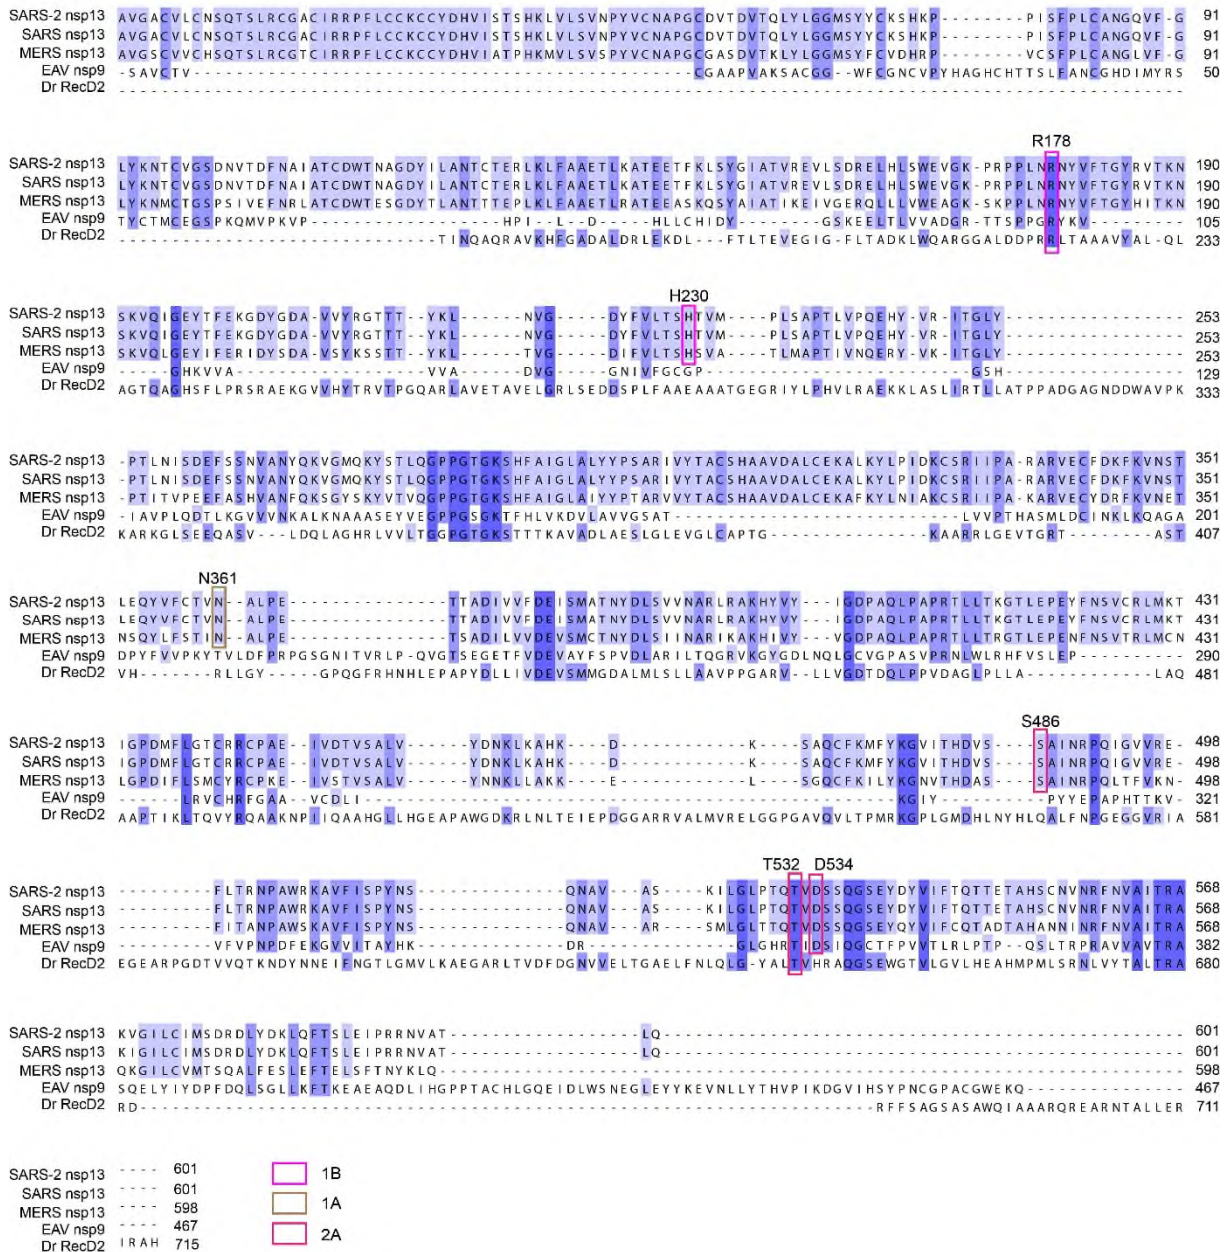 SARS-2 nsp13 AVGACVLCNSQTSLRCGACIRRPFLCCKCCYDHVISTSHKLVLSVNPYVCNAPGCDVTDVTQLYLGGMSYYCKSHKP--------PISFPLCANGQVF-G 91
SARS nsp13 AVGACVLCNSQTSLRCGACIRRPFLCCKCCYDHVISTSHKLVLSVNPYVCNAPGCDVTDVTQLYLGGMSYYCKSHKP--------PISFPLCANGQVF-G 91
MERS nsp13 AVGSCVVCHSQTSLRCGTCIRRPFLCCKCCYDHVIATPHKMVLSVSPYVCNAPGCGVADVTKLYLGGMSYFCVDHRP--------VCSFPLCANGLVF-G 91
EAV nsp9 -SAVCTV-----------------------------------------------CGAAPVAKSACGG--WFCGNCVPYHAGHCHTTSLFANCGHDIMYRS 50
Dr RecD2 ----------------------------------------------------------------------------------------------------
R178
SARS-2 nsp13 LYKNTCVGSDNVTDFNAIATCDWTNAGDYILANTCTERLKLFAAETLKATEETFKLSYGIATVREVLSDRELHLSWEVGK-PRPPLNRNYVFTGYRVTKN 190
SARS nsp13 LYKNTCVGSDNVTDFNAIATCDWTNAGDYILANTCTERLKLFAAETLKATEETFKLSYGIATVREVLSDRELHLSWEVGK-PRPPLNRNYVFTGYRVTKN 190
MERS nsp13 LYKNMCTGSPSIVEFNRLATCDWTESGDYTLANTTTEPLKLFAAETLRATEEASKQSYAIATIKEIVGERQLLLVWEAGK-SKPPLNRNYVFTGYHITKN 190
EAV nsp9 TYCTMCEGSPKQMVPKVP------------------HPI--L--D----HLLCHIDY--------GSKEELTLVVADGR-TTSPPGRYKV---------- 105
Dr RecD2 ------------------------------TINQAQRAVKHFGADALDRLEKDL----FTLTEVEGIG-FLTADKLWQARGGALDDPRRLTAAAVYAL-QL 233
H230
SARS-2 nsp13 SKVQIGEYTFEKGDYGDA-VVYRGTTT--YKL------NVG-----DYFVLTSHTVM----PLSAPTLVPQEHY-VR-ITGLY----------------- 253
SARS nsp13 SKVQIGEYTFEKGDYGDA-VVYRGTTT--YKL------NVG-----DYFVLTSHTVM----PLSAPTLVPQEHY-VR-ITGLY----------------- 253
MERS nsp13 SKVQLGEYIFERIDYSDA-VSYKSSTT--YKL------TVG-----DIFVLTSHSVA----TLMAPTIVNQERY-VK-ITGLY----------------- 253
EAV nsp9 -----GHKVVA-----------------VVA------DVG-----GNIVFGCGP-------------------------GSH------------------ 129
Dr RecD2 AGTQAGHSFLPRSRAEKGVVHYTRVTPGQARLAVETAVELGRLSEDDSPLFAAEAAATGEGRIYLPHVLRAEKKLASLIRTLLATPPADGAGNDDWAVPK 333
SARS-2 nsp13 -PTLNISDEFSSNVANYQKVGMQKYSTLQGPPGTGKSHFAIGLALYYPSARIVYTACSHAAVDALCEKALKYLPIDKCSRIIPA-RARVECFDKFKVNST 351
SARS nsp13 -PTLNISDEFSSNVANYQKVGMQKYSTLQGPPGTGKSHFAIGLALYYPSARIVYTACSHAAVDALCEKALKYLPIDKCSRIIPA-RARVECFDKFKVNST 351
MERS nsp13 -PTITVPEEFASHVANFQKSGYSKYVTVQGPPGTGKSHFAIGLAIYYPTARVVYTACSHAAVDALCEKAFKYLNIAKCSRIIPA-KARVECYDRFKVNET 351
EAV nsp9 -IAVPLQDTLKGVVVNKALKNAAASEYVEGPPGSGKTFHLVKDVLAVVGSAT-------------------LVVPTHASMLDCINKLKQAGA 201
Dr RecD2 KARKGLSEEQASV----LDQLAGHRLVVLTGGPGTGKSTTTKAVADLAESLGLEVGLCAPTG---------------KAARRLGEVTGRT-------AST 407
N361
SARS-2 nsp13 LEQYVFCTVN--ALPE---------------TTADIVVFDEISMATNYDLSVVNARLRAKHYVY---IGDPAQLPAPRTLLTKGTLEPEYFNSVCRLMKT 431
SARS nsp13 LEQYVFCTVN--ALPE---------------TTADIVVFDEISMATNYDLSVVNARLRAKHYVY---IGDPAQLPAPRTLLTKGTLEPEYFNSVCRLMKT 431
MERS nsp13 NSQYLFSTIN--ALPE---------------TSADILVVDEVSMCTNYDLSIINARIKAKHIVY---VGDPAQLPAPRTLLTRGTLEPENFNSVTRLMCN 431
EAV nsp9 DPYFVVPKYTVLDFPRPGSGNITVRLP-QVGTSEGETFVDEVAYFSPVDLARILTQGRVKGYGDLNQLGCVGPASVPRNLWLRHFVSLEP---------- 290
Dr RecD2 VH-------RLLGY----GPQGFRHNHLEPAPYDLLIVDEVSMMGDALMLSLLAAVPPGARV---LLVGDTDQLPPVDAGLPLLA----------LAQ 481
S486
SARS-2 nsp13 IGPDMFLGTCRRCPAE--IVDTVSALV------YDNKLKAHK-----D---------K-----SAQCFKMFYKGVITHDVS-----SAINRPQIGVVRE- 498
SARS nsp13 IGPDMFLGTCRRCPAE--IVDTVSALV------YDNKLKAHK-----D---------K-----SAQCFKMFYKGVITHDVS-----SAINRPQIGVVRE- 498
MERS nsp13 LGPDIFLSMCYRCPKE--IVSTVSALV------YNNKLLAKK-----E---------L-----SGQCFKILYKGNVTHDAS-----SAINRPQLTFVKN- 498
EAV nsp9 ------LRVCHRFGAA--VCDLI-------------------------------------------------KGIY-------------PYYEPAPHTTKV- 321
Dr RecD2 AAPTIKLTQVYRQAAKNPIIQAAHGLLHGEAPAWGDKRLNLTEIEPDGGARRVALMVRELGGPGAVQVLTPMRKGPLGMDHLNYHLQALFNPGEGGVRIA 581
T532 D534
SARS-2 nsp13 ---------FLTRNPAWRKAVFISPYNS--------------QNAV--AS----KILGLPTQTVDSSQGSEYDYVIFTQTTETAHSCNVNRFNVAITRA 568
SARS nsp13 ---------FLTRNPAWRKAVFISPYNS--------------QNAV--AS----KILGLPTQTVDSSQGSEYDYVIFTQTTETAHSCNVNRFNVAITRA 568
MERS nsp13 ---------FITANPAWSKAVFISPYNS--------------QNAV--AR----SMLGLTTQTVDSSQGSEYQYVIFCQTADTAHANNINRFNVAITRA 568
EAV nsp9 ---------VFVPNPDFEKGVVITAYHK--------------DR-------------GLGHRTIDSIQGCTFPVVTLRLPTP--QSLTRPRAVVAVTRA 382
Dr RecD2 EGEARPGDTVVQTKNDYNNEIFNGTLGMVLKAEGARLTVDFDGNVVELTGAELFNLQLG-YALTVHRAQGSEWGTVLGVLHEAHMPMLSRNLVYTALTRA 680
SARS-2 nsp13 KVGILCIMSDRDLYDKLQFTSLEIPRRNVAT------------------LQ-------------------------------------------------- 601
SARS nsp13 KIGILCIMSDRDLYDKLQFTSLEIPRRNVAT------------------LQ-------------------------------------------------- 601
MERS nsp13 QKGILCVMTSQALFESLEFTELSFTNYKLQ---------------------------------------------------------------------- 598
EAV nsp9 SQELYIYDPFDQLSGLLKFTKEAEAQDLIHGPPTACHLGQEIDLWSNEGLEYYKEVNLLYTHVPIKDGVIHSYPNCGPACGWEKQ--------------- 467
Dr RecD2 RD---------------------------------------------------------------------RFFSAGSASAWQIAAARQREARNTALLER 711
SARS-2 nsp13 ---- 601
SARS nsp13 ---- 601
MERS nsp13 ---- 598
EAV nsp9 ---- 467
Dr RecD2 IRAH 715
1B
1A
2A